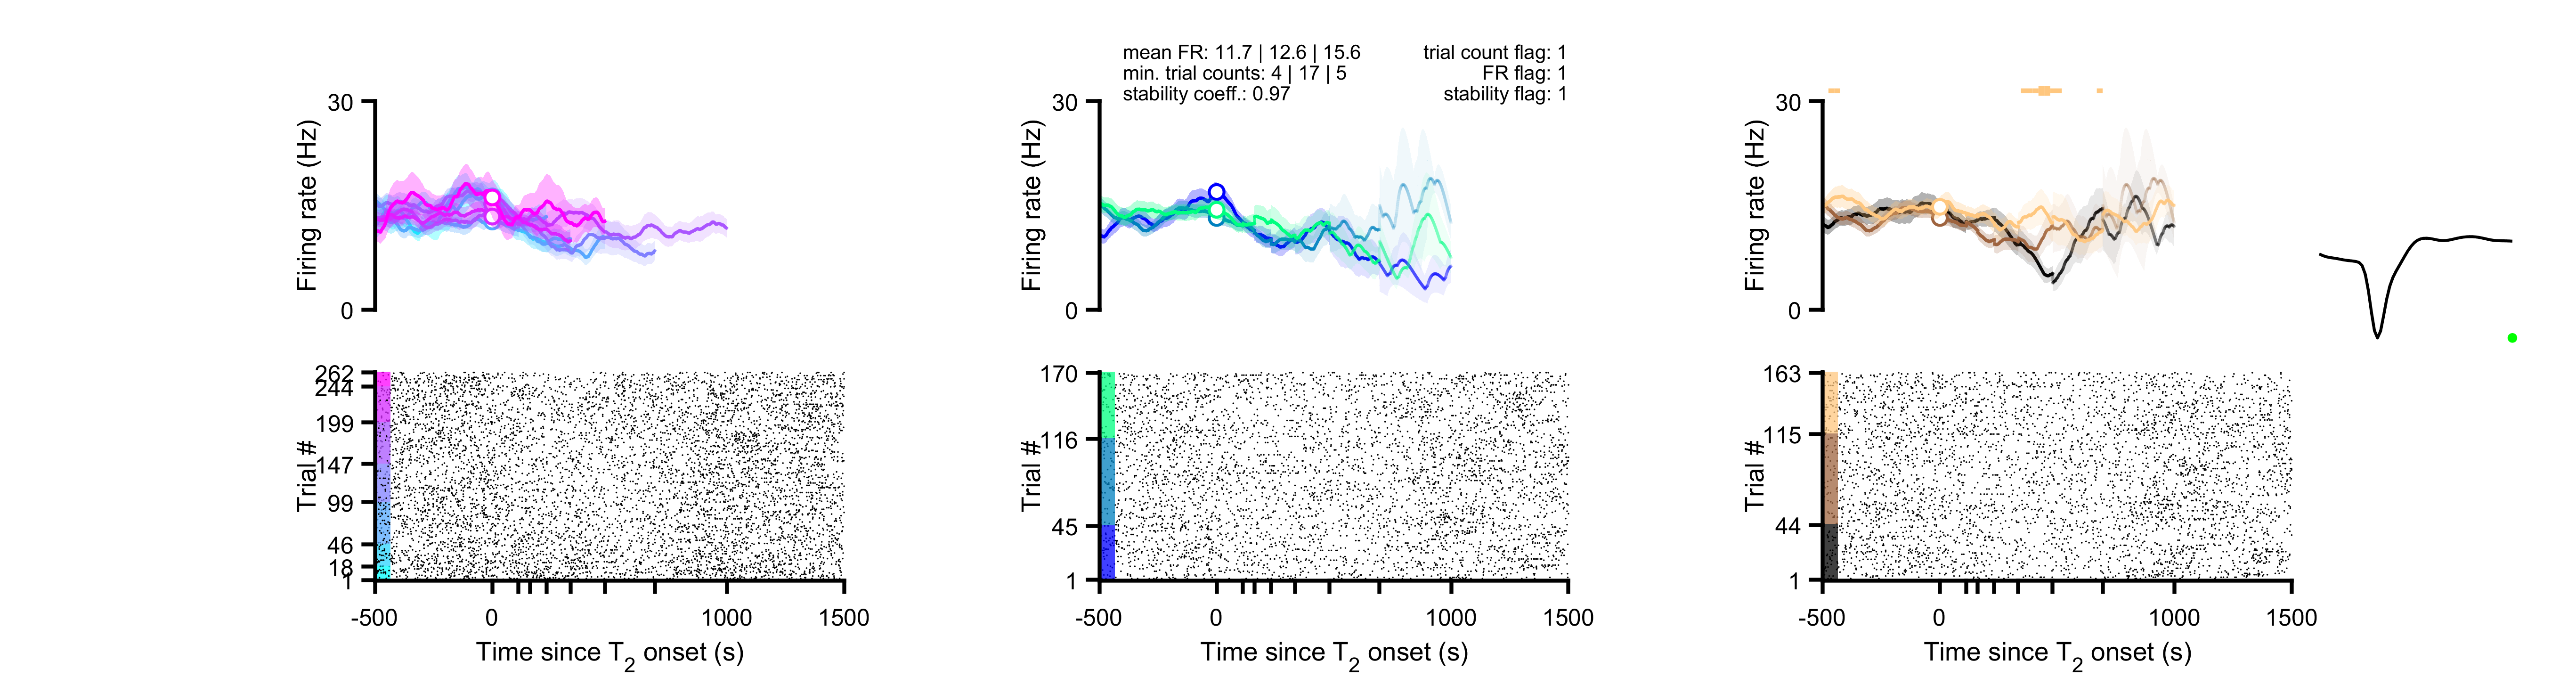 mean FR: 11.7 | 12.6 | 15.6
min. trial counts: 4 | 17 | 5
stability coeff.: 0.97
trial count flag: 1
FR flag: 1
stability flag: 1
30
Firing rate (Hz)
0
262
244
199
147
99
46
18
1
Trial #
-500
0
1000
1500
Time since T2 onset (s)
30
Firing rate (Hz)
0
170
116
45
1
Trial #
-500
0
1000
1500
Time since T2 onset (s)
30
Firing rate (Hz)
0
163
115
44
1
Trial #
-500
0
1000
1500
Time since T2 onset (s)